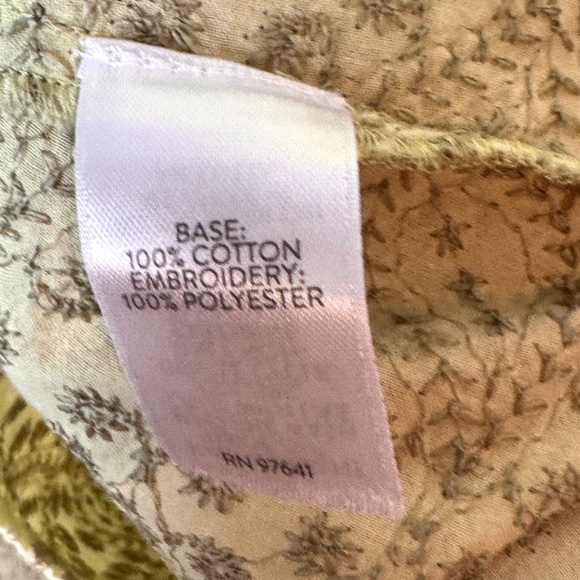 BASE:
100% COTTON
EMBROIDERY:
100% POLYESTER
RN 97641